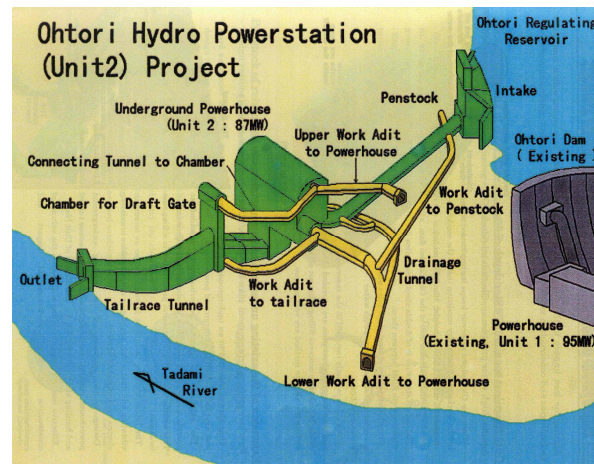 Ohtori Hydro Powerstation
(Unit2) Project
Ohtori Regulating
Reservoir
Intake
Penstock
Underground Powerhouse
(Unit 2 : 87MW)
Upper Work Adit
to Powerhouse
Ohtori Dam
( Existing )
Connecting Tunnel to Chamber
Chamber for Draft Gate
Work Adit
to Penstock
Drainage
Tunnel
Outlet
Tailrace Tunnel
Work Adit
to tailrace
Powerhouse
(Existing, Unit 1 : 95MW)
Tadami
River
Lower Work Adit to Powerhouse